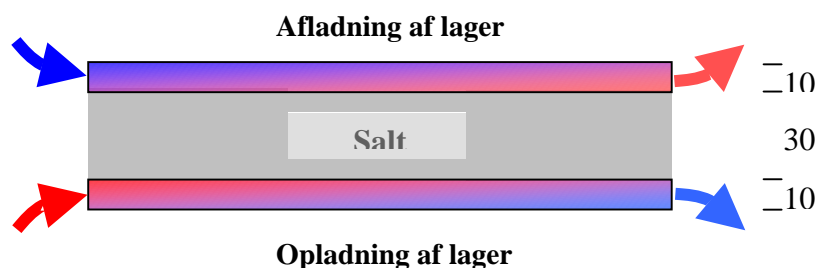 Afladning af lager
10
Salt
30
10
Opladning af lager